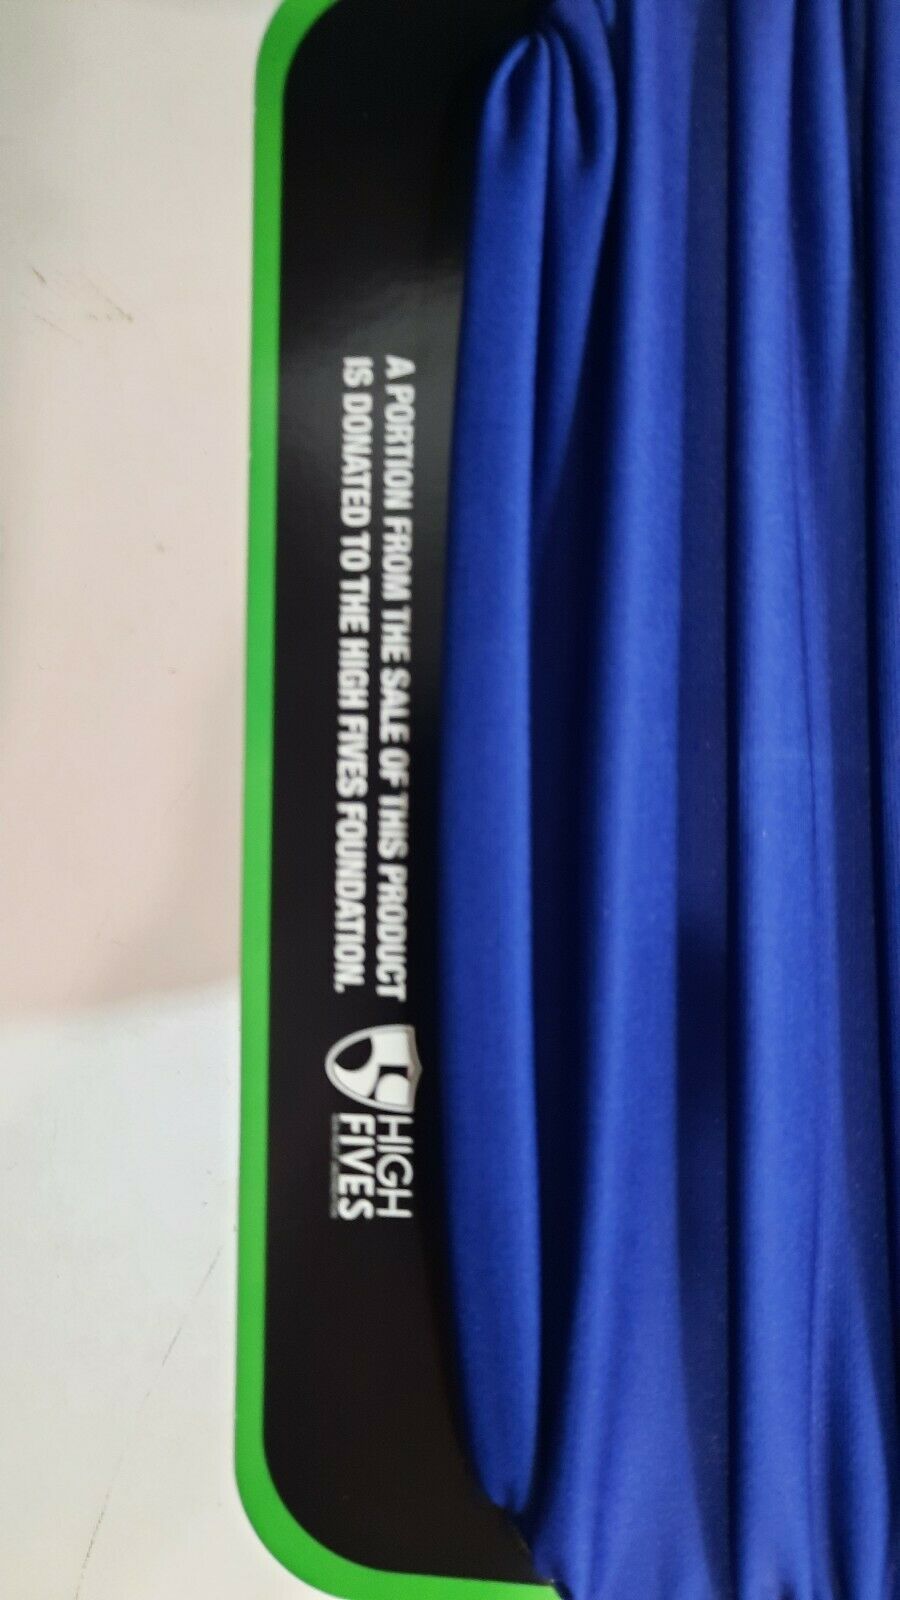 A PORTION FROM THE SALE OF THIS PRODUCT
IS DONATED TO THE HIGH FIVES FOUNDATION.
HIGH
FIVES